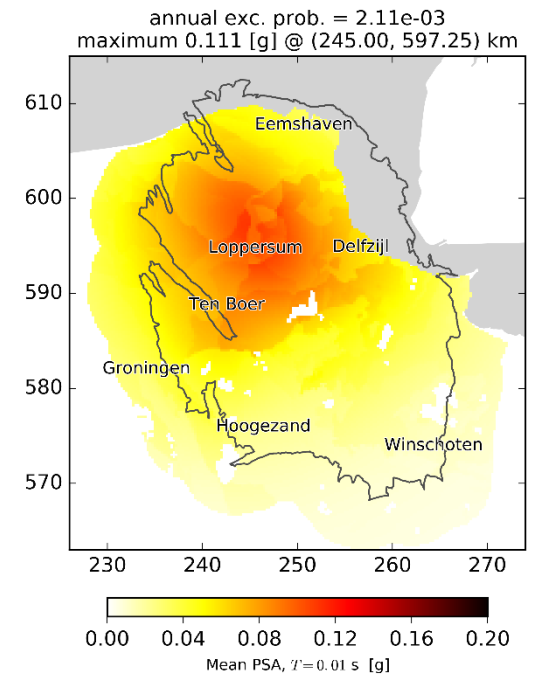 annual exc. prob. = 2.11e-03
maximum 0.111 [g] @ (245.00, 597.25) km
610
Eemshaven
600
Loppersum Delfzijl
590
Ten Boer
Groningen
580
Hoogezand
Winschoten
570
230 240 250 260 270
0.00 0.04 0.08 0.12 0.16 0.20
Mean PSA, T=0.01 s [g]